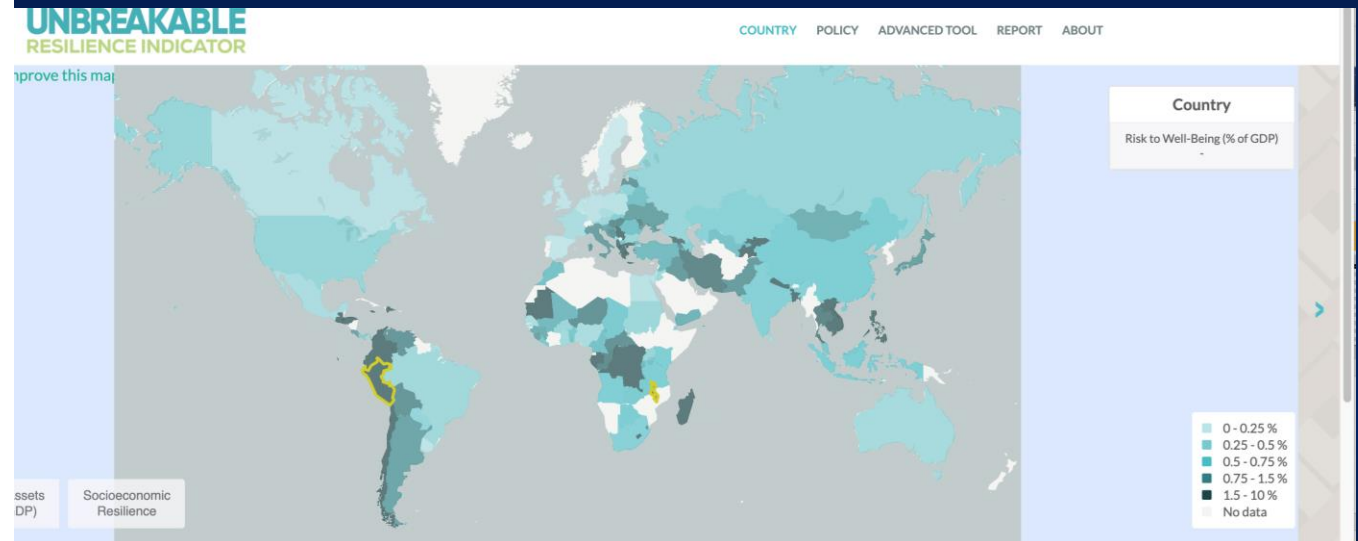 UNBREAKABLE
RESILIENCE INDICATOR
COUNTRY POLICY ADVANCED TOOL REPORT ABOUT
nprove this map
Country
Risk to Well-Being (% of GDP)
-
0 - 0.25 %
0.25 - 0.5 %
0.5 - 0.75 %
0.75 - 1.5 %
1.5 - 10 %
No data
ssets
DP)
Socioeconomic
Resilience